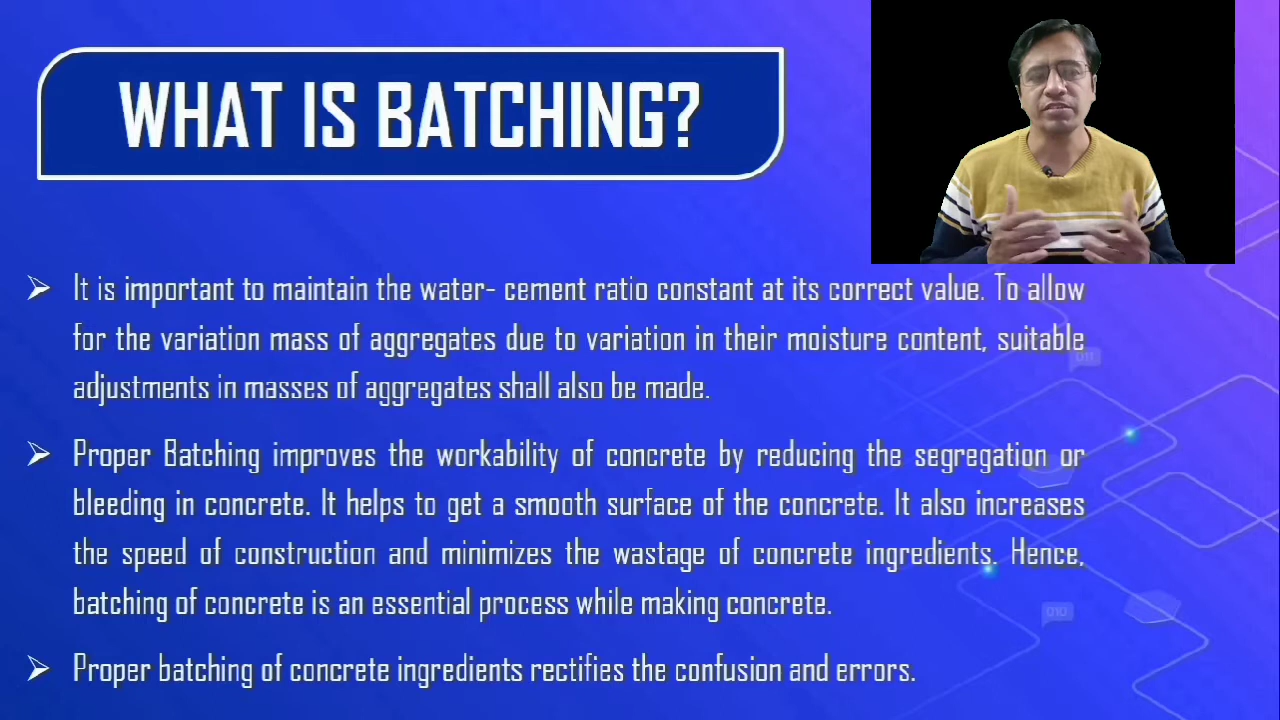 WHAT IS BATCHING?
It is important to maintain the water- cement ratio constant at its correct value. To allow
for the variation mass of aggregates due to variation in their moisture content, suitable
adjustments in masses of aggregates shall also be made.
Proper Batching improves the workability of concrete by reducing the segregation or
bleeding in concrete. It helps to get a smooth surface of the concrete. It also increases
the speed of construction and minimizes the wastage of concrete ingredients. Hence,
batching of concrete is an essential process while making concrete.
Proper batching of concrete ingredients rectifies the confusion and errors.
011
010